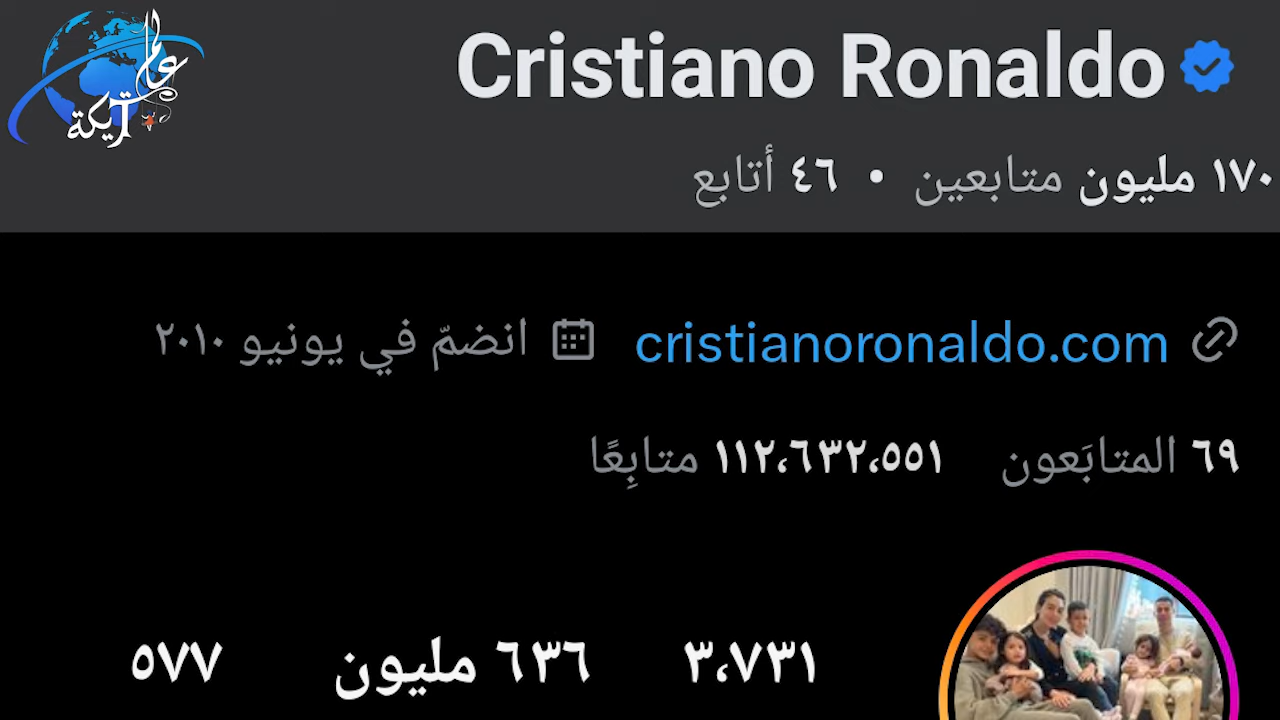 عالم
أريكة
Cristiano Ronaldo
١٧٠ مليون متابعين • ٤٦ أتابع
cristianoronaldo.com انضمّ في يونيو ٢٠١٠
٦٩ المتابَعون ١١٢،٦٣٢،٥٥١ متابِعًا
٣،٧٣١ ٦٣٦ مليون ٥٧٧